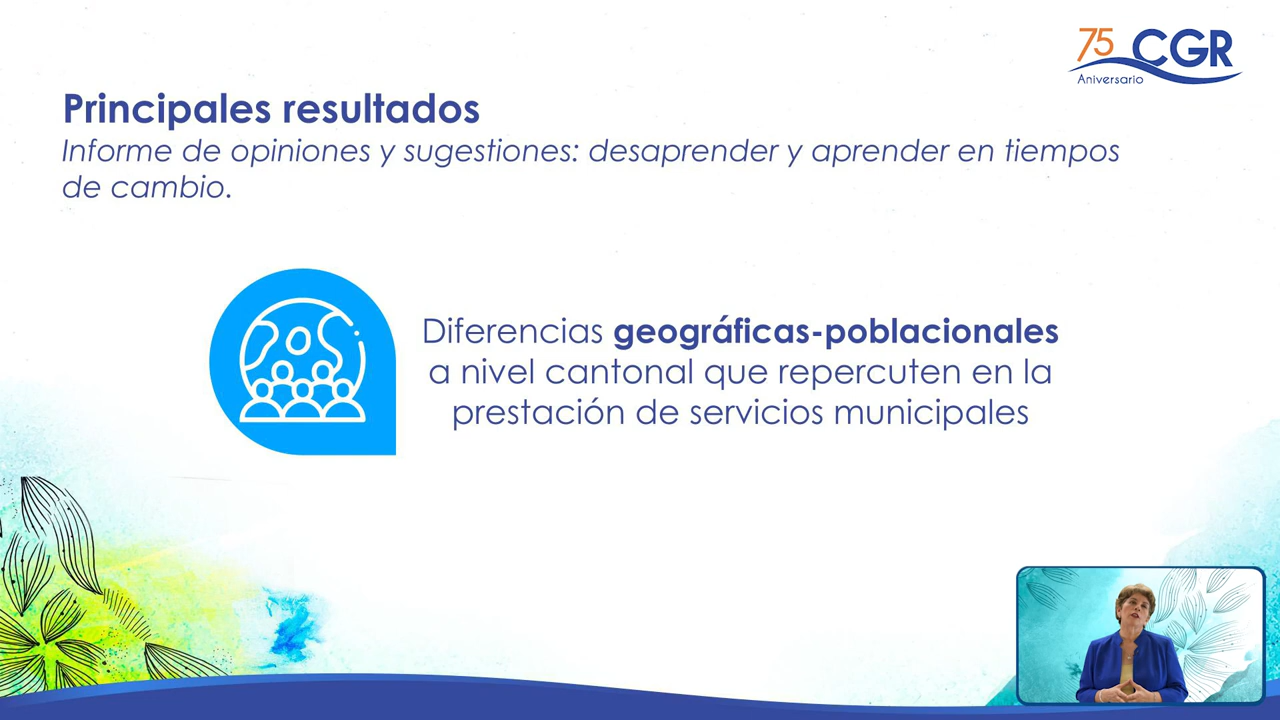 75 CGR
Aniversario
Principales resultados
Informe de opiniones y sugestiones: desaprender y aprender en tiempos
de cambio.
Diferencias geográficas-poblacionales
a nivel cantonal que repercuten en la
prestación de servicios municipales